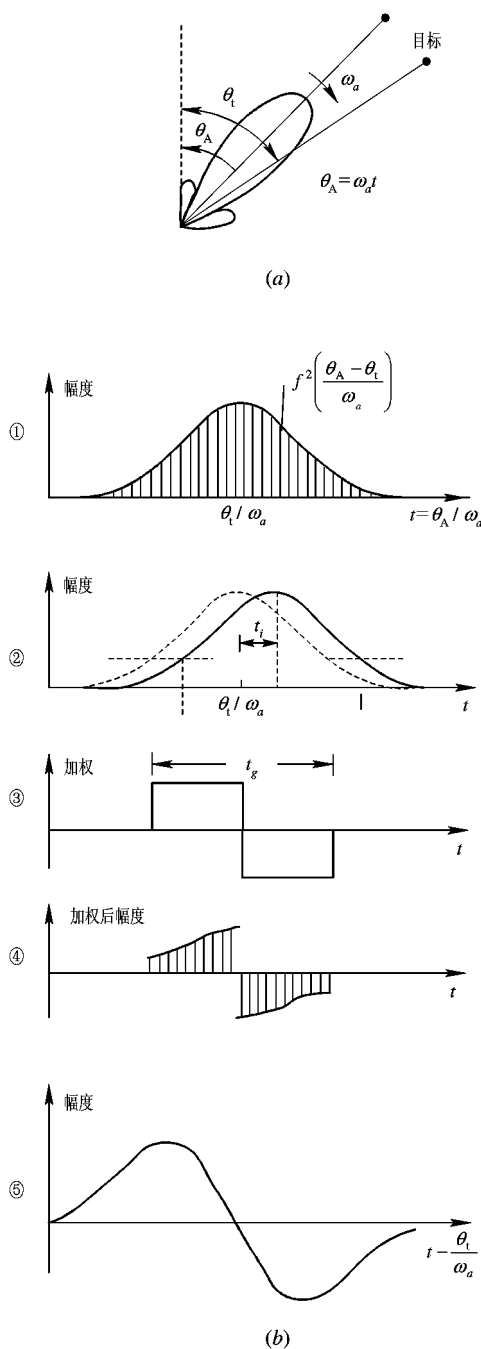 目标
ωa
θt
θA
θA=ωat
(a)
幅度
f²((θA−θt)/ωa)
①
θt/ωa
t=θA/ωa
幅度
ti
②
θt/ωa
t
加权
tg
③
t
加权后幅度
④
t
幅度
⑤
t−θt/ωa
(b)